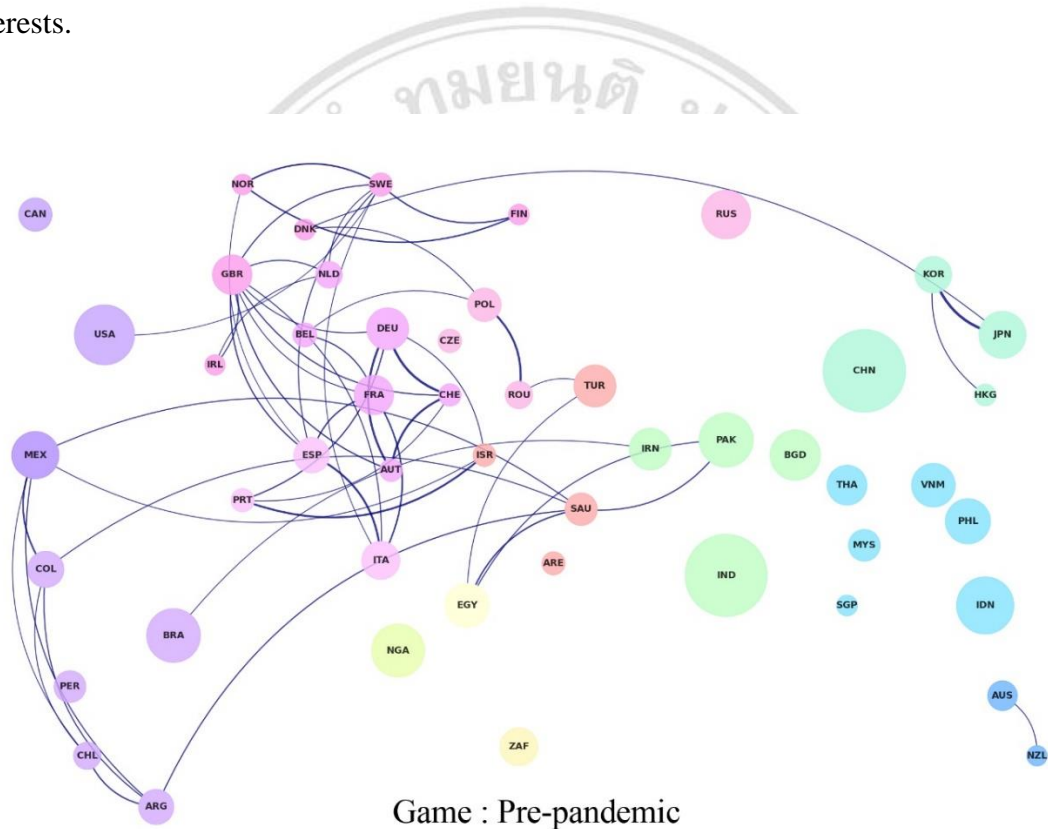 erests.
ทมยนุติ
NOR
SWE
CAN
DNK
FIN
RUS
GBR
NLD
KOR
POL
USA
BEL
DEU
CZE
JPN
IRL
CHN
FRA
CHE
ROU
TUR
HKG
MEX
ESP
AUT
ISR
IRN
PAK
BGD
THA
VNM
PRT
SAU
PHL
COL
ITA
ARE
MYS
IND
BRA
EGY
SGP
IDN
NGA
PER
AUS
CHL
ZAF
NZL
ARG
Game : Pre-pandemic